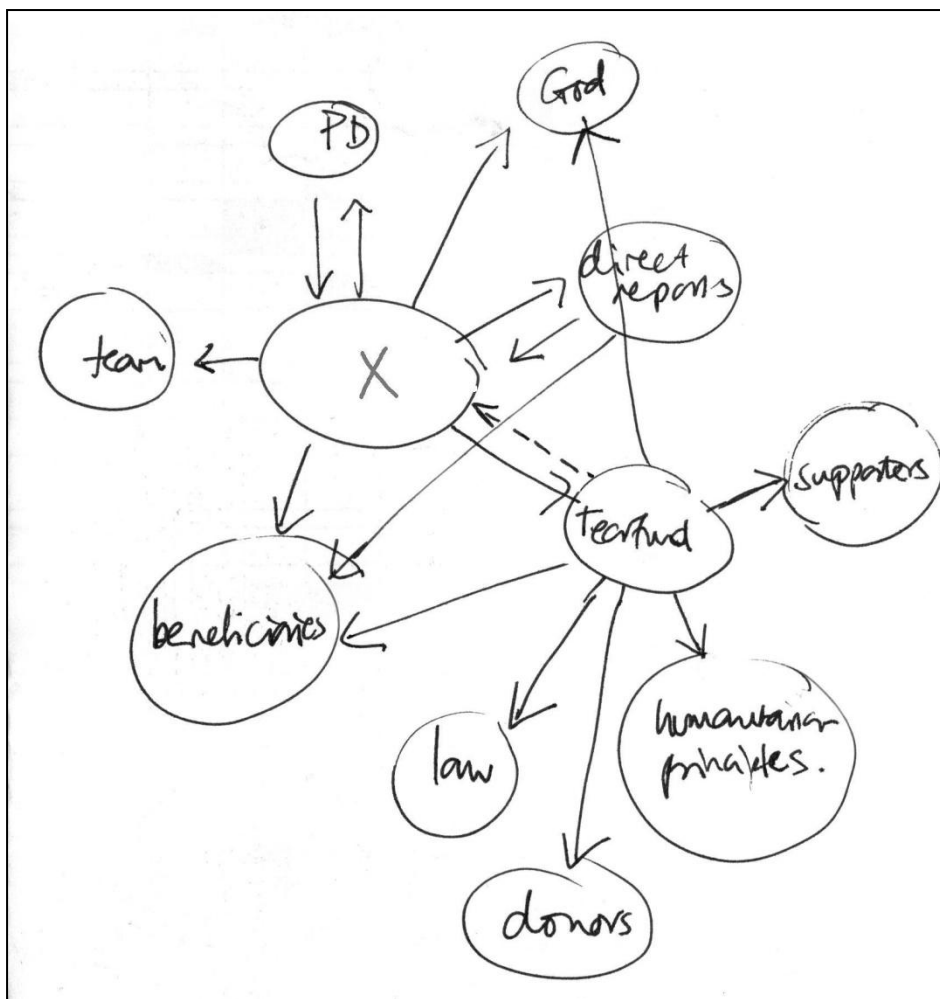 God
PD
direct
reports
team
X
supporters
Tearfund
beneficiaries
humanitarian
principles.
law
donors